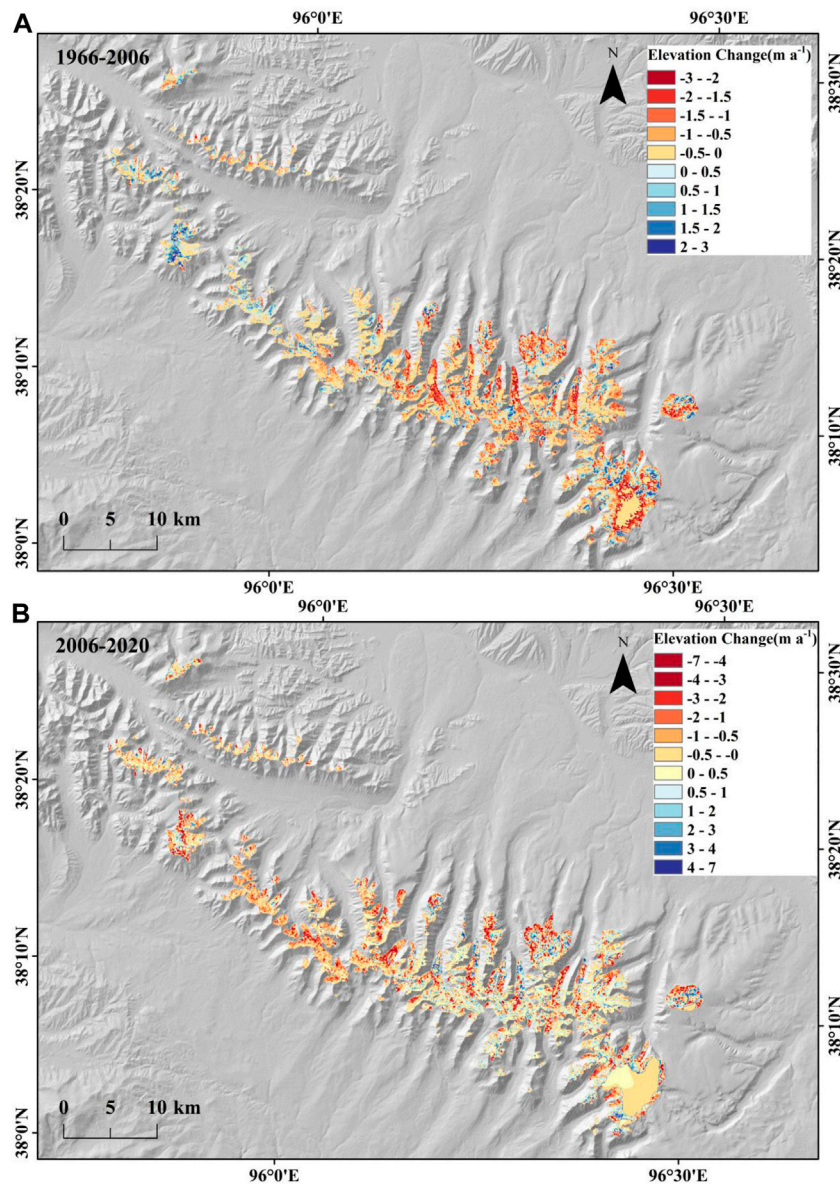 A
96°0'E 96°30'E
1966-2006
N
Elevation Change(m a⁻¹)
-3 - -2
-2 - -1.5
-1.5 - -1
-1 - -0.5
-0.5- 0
0 - 0.5
0.5 - 1
1 - 1.5
1.5 - 2
2 - 3
38°20'N
38°10'N
38°0'N
38°30'N
38°20'N
38°10'N
0 5 10 km
96°0'E 96°30'E
B
96°0'E 96°30'E
2006-2020
N
Elevation Change(m a⁻¹)
-7 - -4
-4 - -3
-3 - -2
-2 - -1
-1 - -0.5
-0.5 - -0
0 - 0.5
0.5 - 1
1 - 2
2 - 3
3 - 4
4 - 7
38°20'N
38°10'N
38°0'N
38°30'N
38°20'N
38°10'N
0 5 10 km
96°0'E 96°30'E